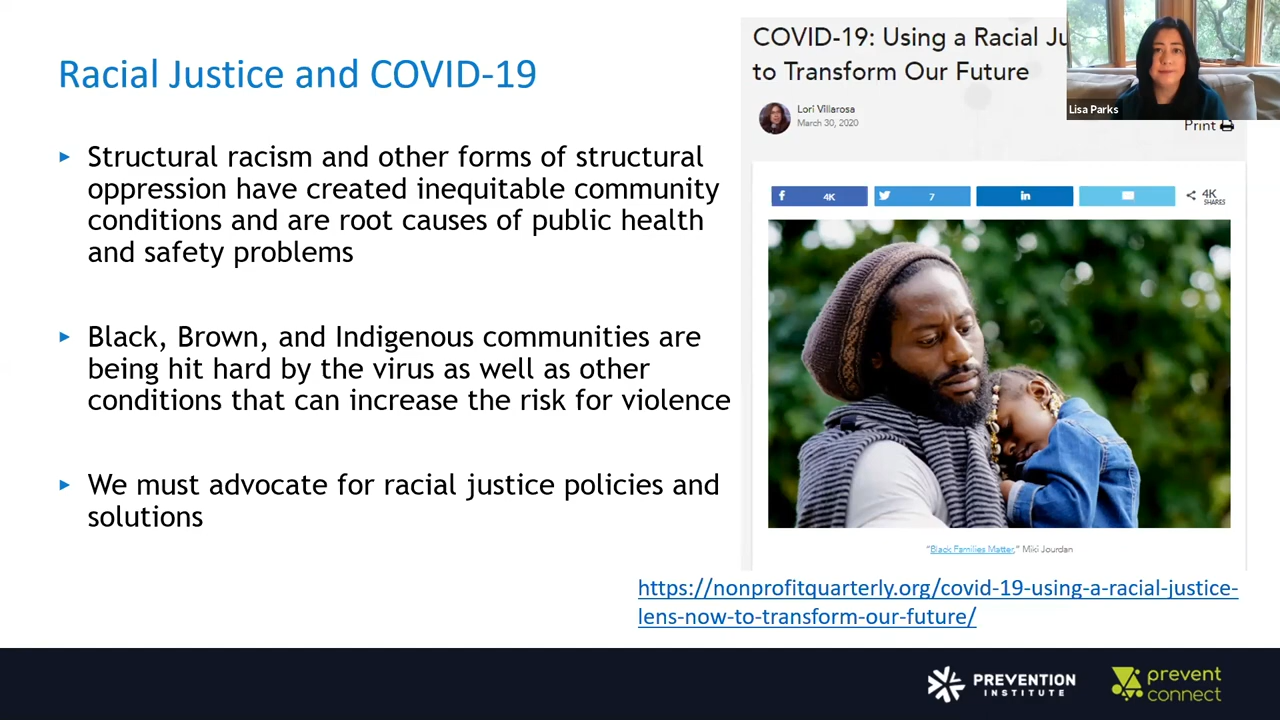 Racial Justice and COVID-19
▸ Structural racism and other forms of structural
oppression have created inequitable community
conditions and are root causes of public health
and safety problems
▸ Black, Brown, and Indigenous communities are
being hit hard by the virus as well as other
conditions that can increase the risk for violence
▸ We must advocate for racial justice policies and
solutions
COVID-19: Using a Racial Ju
to Transform Our Future
Lori Villarosa
March 30, 2020
Lisa Parks
Print
4K
7
in
4K
SHARES
"Black Families Matter," Miki Jourdan
https://nonprofitquarterly.org/covid-19-using-a-racial-justice-
lens-now-to-transform-our-future/
PREVENTION
INSTITUTE
prevent
connect